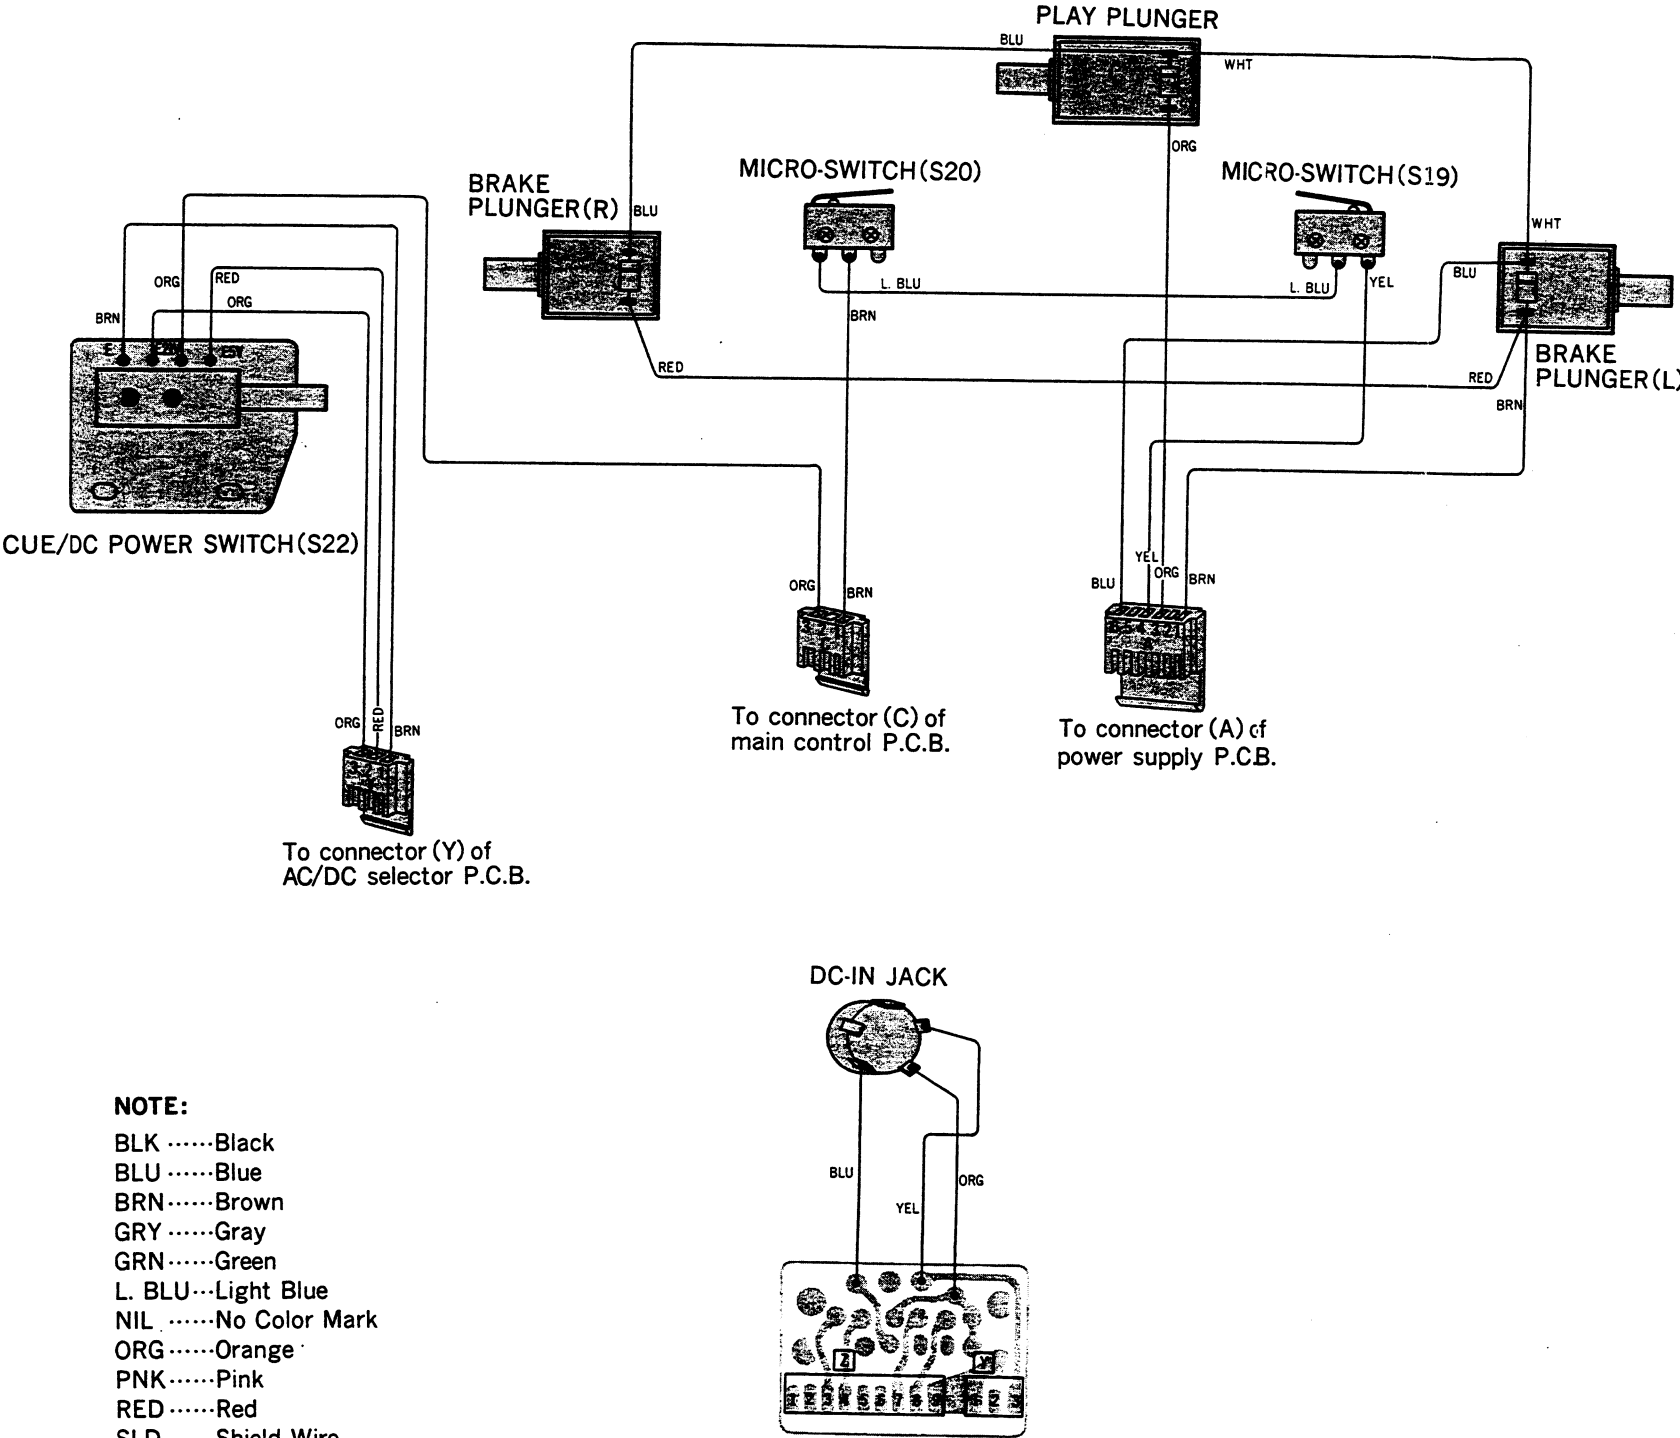 PLAY PLUNGER
BLU
WHT
ORG
MICRO-SWITCH(S20)
MICRO-SWITCH(S19)
BRAKE
PLUNGER(R)
BLU
WHT
BLU
ORG
RED
ORG
BRN
L. BLU
L. BLU
YEL
BRN
RED
RED
BRAKE
PLUNGER(L)
BRN
CUE/DC POWER SWITCH(S22)
ORG
BRN
BLU
YEL
ORG
BRN
To connector (C) of
main control P.C.B.
To connector (A) of
power supply P.C.B.
ORG
RED
BRN
To connector (Y) of
AC/DC selector P.C.B.
DC-IN JACK
BLU
YEL
ORG
Z
Y
NOTE:
BLK ······Black
BLU ······Blue
BRN······Brown
GRY ······Gray
GRN······Green
L. BLU···Light Blue
NIL ······No Color Mark
ORG ······Orange
PNK······Pink
RED ······Red
SLD ······Shield Wire